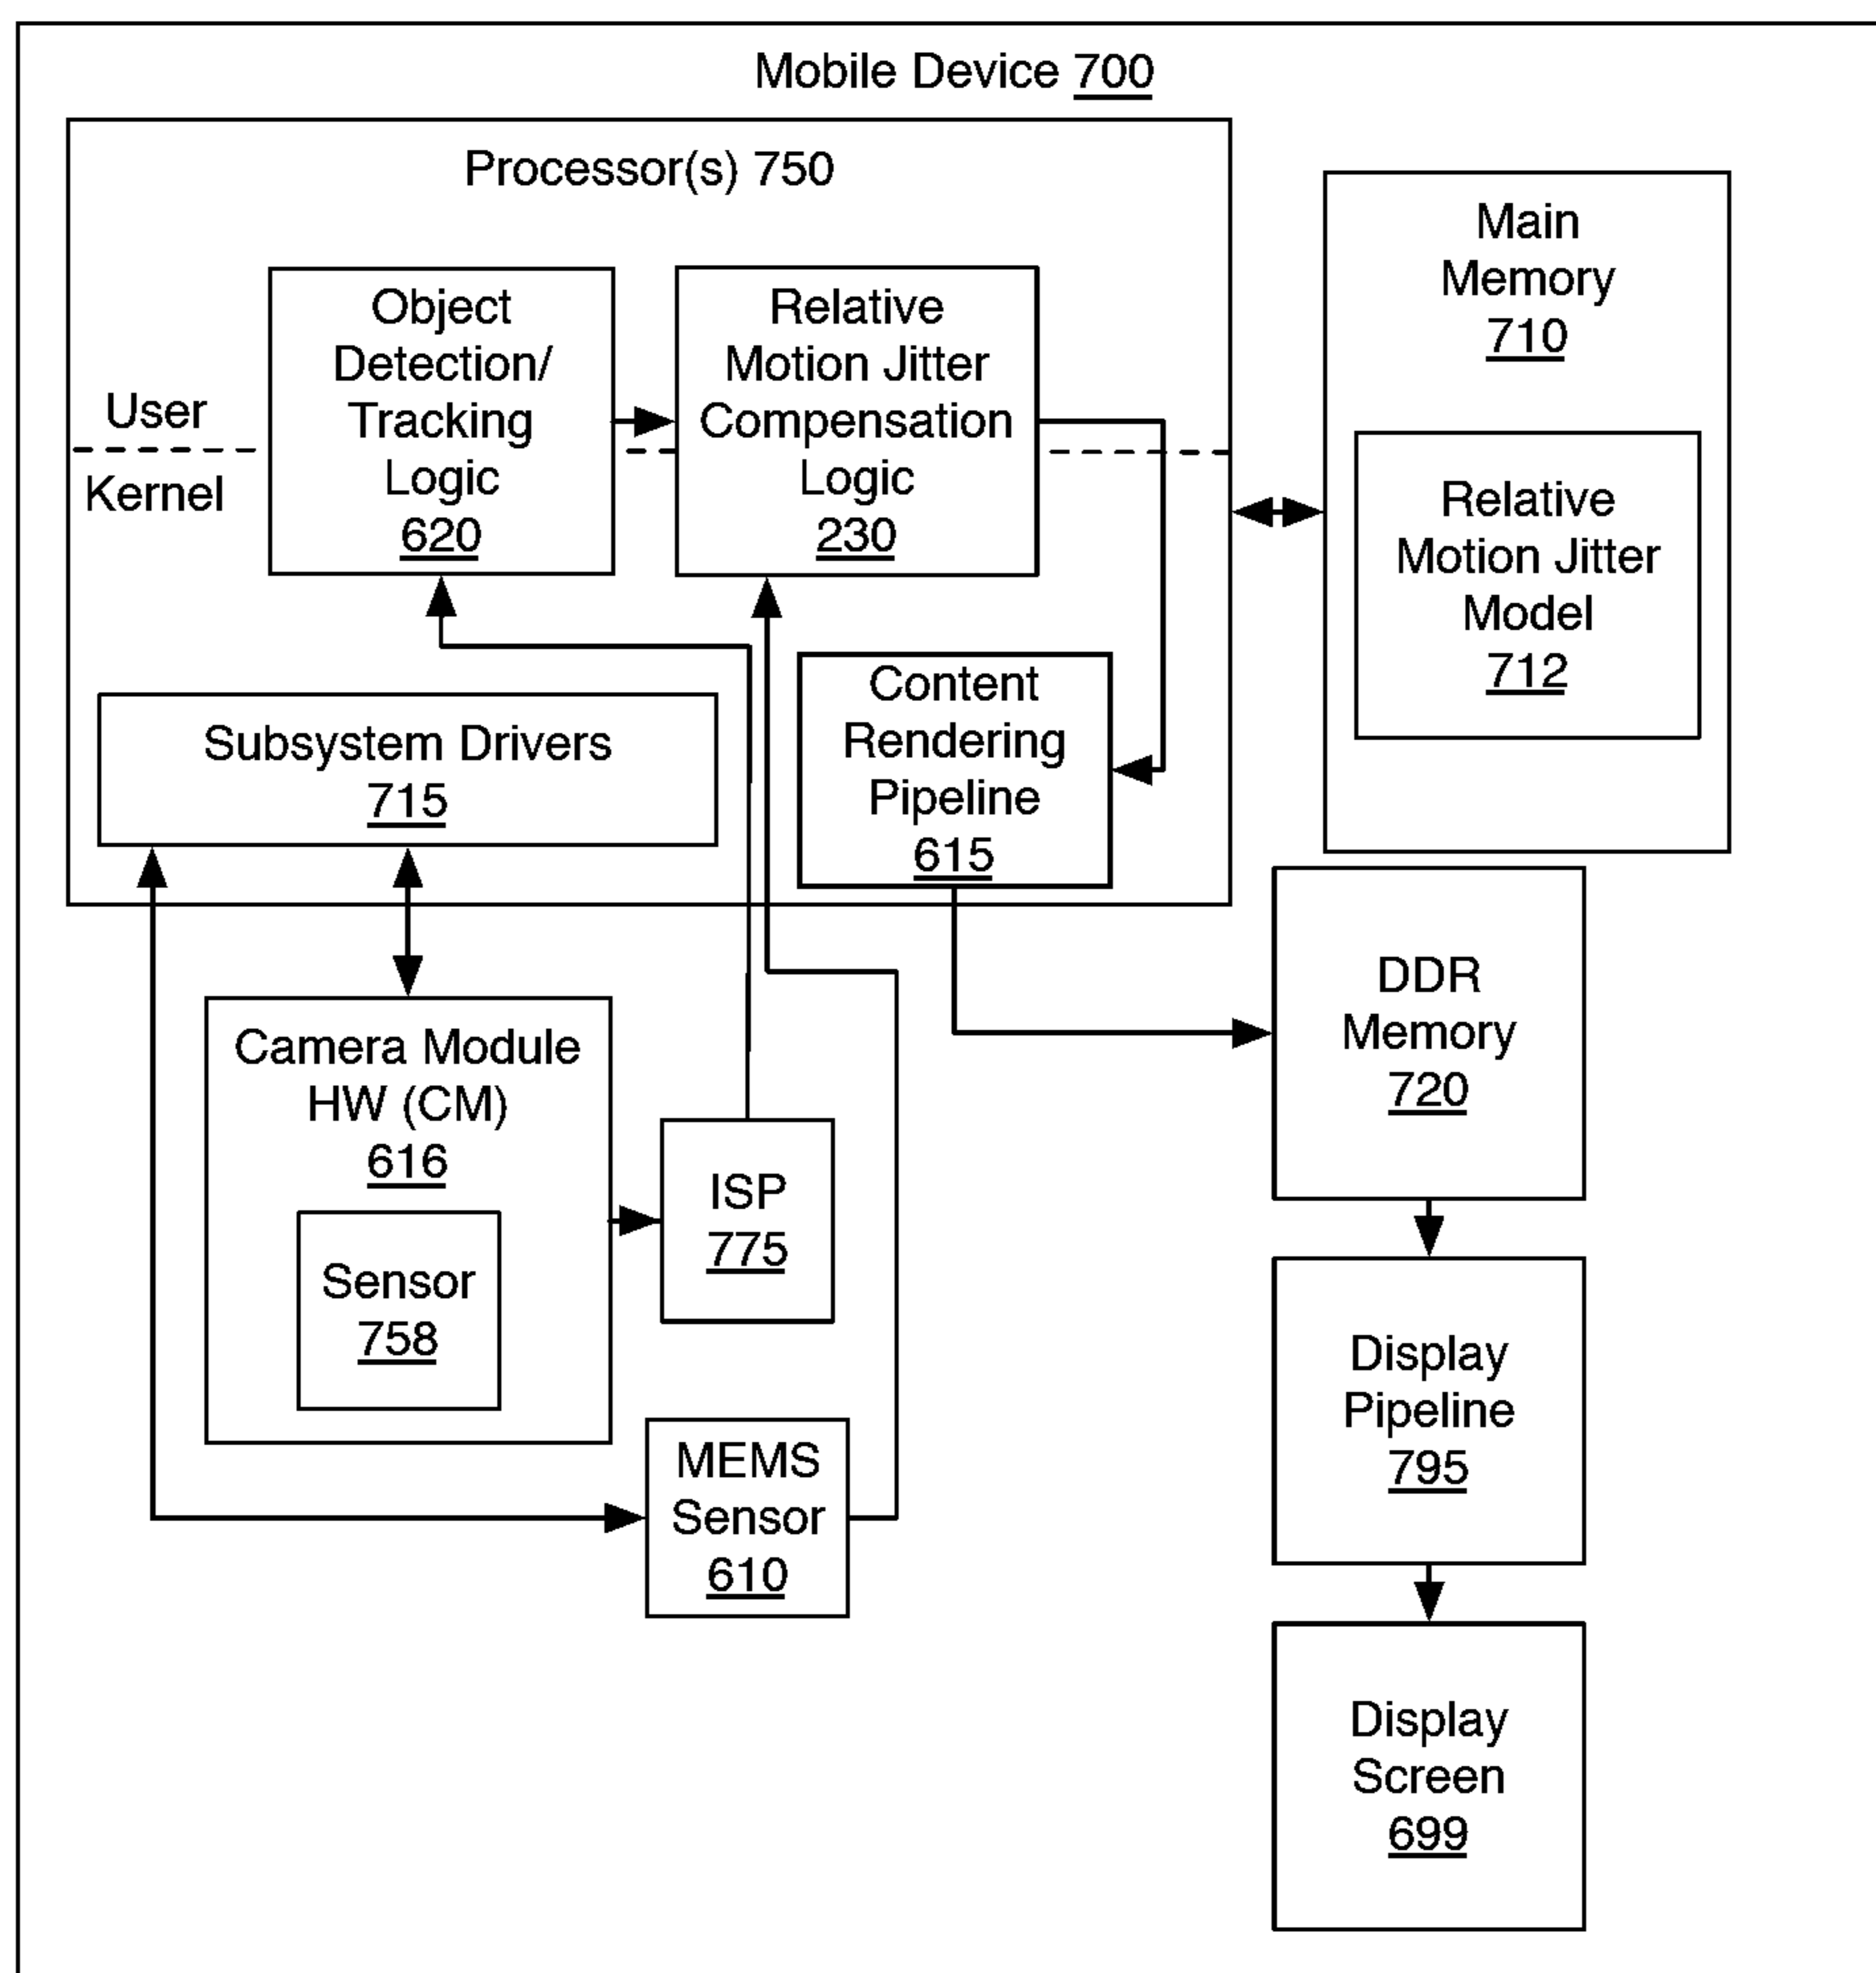 Mobile Device 700
Processor(s) 750
Object
Detection/
Tracking
Logic
620
Relative
Motion Jitter
Compensation
Logic
230
User
Kernel
Main
Memory
710
Relative
Motion Jitter
Model
712
Subsystem Drivers
715
Content
Rendering
Pipeline
615
Camera Module
HW (CM)
616
Sensor
758
ISP
775
MEMS
Sensor
610
DDR
Memory
720
Display
Pipeline
795
Display
Screen
699